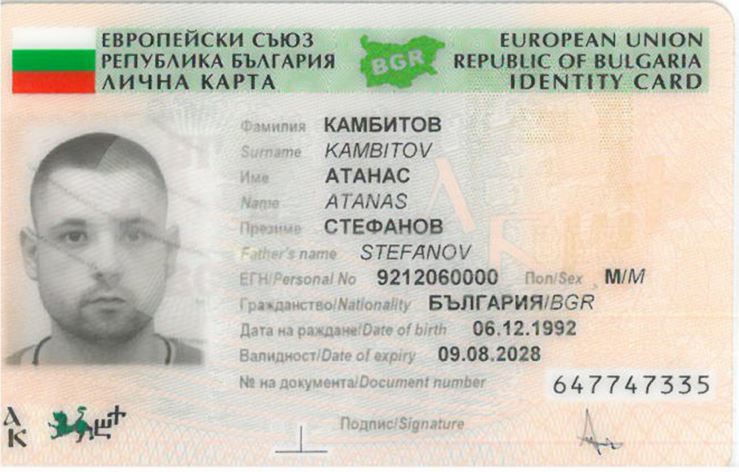 ЕВРОПЕЙСКИ СЪЮЗ EUROPEAN UNION
РЕПУБЛИКА БЪЛГАРИЯ BGR REPUBLIC OF BULGARIA
ЛИЧНА КАРТА IDENTITY CARD
Фамилия КАМБИТОВ
Surname KAMBITOV
Име АТАНАС
Name ATANAS
Презиме СТЕФАНОВ
Father's name STEFANOV
ЕГН/Personal No 9212060000 Пол/Sex М/M
Гражданство/Nationality БЪЛГАРИЯ/BGR
Дата на раждане/Date of birth 06.12.1992
Валидност/Date of expiry 09.08.2028
№ на документа/Document number 647747335
Подпис/Signature